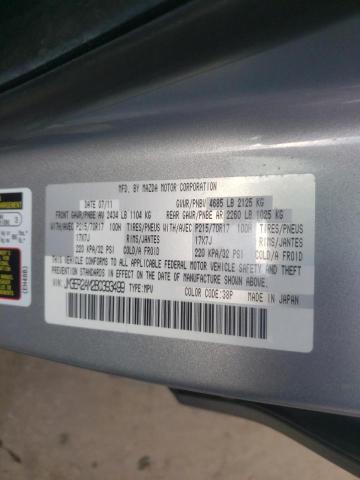 MFD. BY MAZDA MOTOR CORPORATION
DATE 07/11 GVWR/PNBV 4685 LB 2125 KG
FRONT GAWR/PNBE AV 2434 LB 1104 KG REAR GAWR/PNBE AR 2260 LB 1025 KG
WITH/AVEC P215/70R17 100H TIRES/PNEUS WITH/AVEC P215/70R17 100H TIRES/PNEUS
17X7J RIMS/JANTES 17X7J RIMS/JANTES
220 KPA/32 PSI COLD/A FROID 220 KPA/32 PSI COLD/A FROID
THIS VEHICLE CONFORMS TO ALL APPLICABLE FEDERAL MOTOR VEHICLE SAFETY AND THEFT
PREVENTION STANDARDS IN EFFECT ON THE DATE OF MANUFACTURE SHOWN ABOVE.
VIN: TYPE:MPV COLOR CODE:38P MADE IN JAPAN
(EH48B)